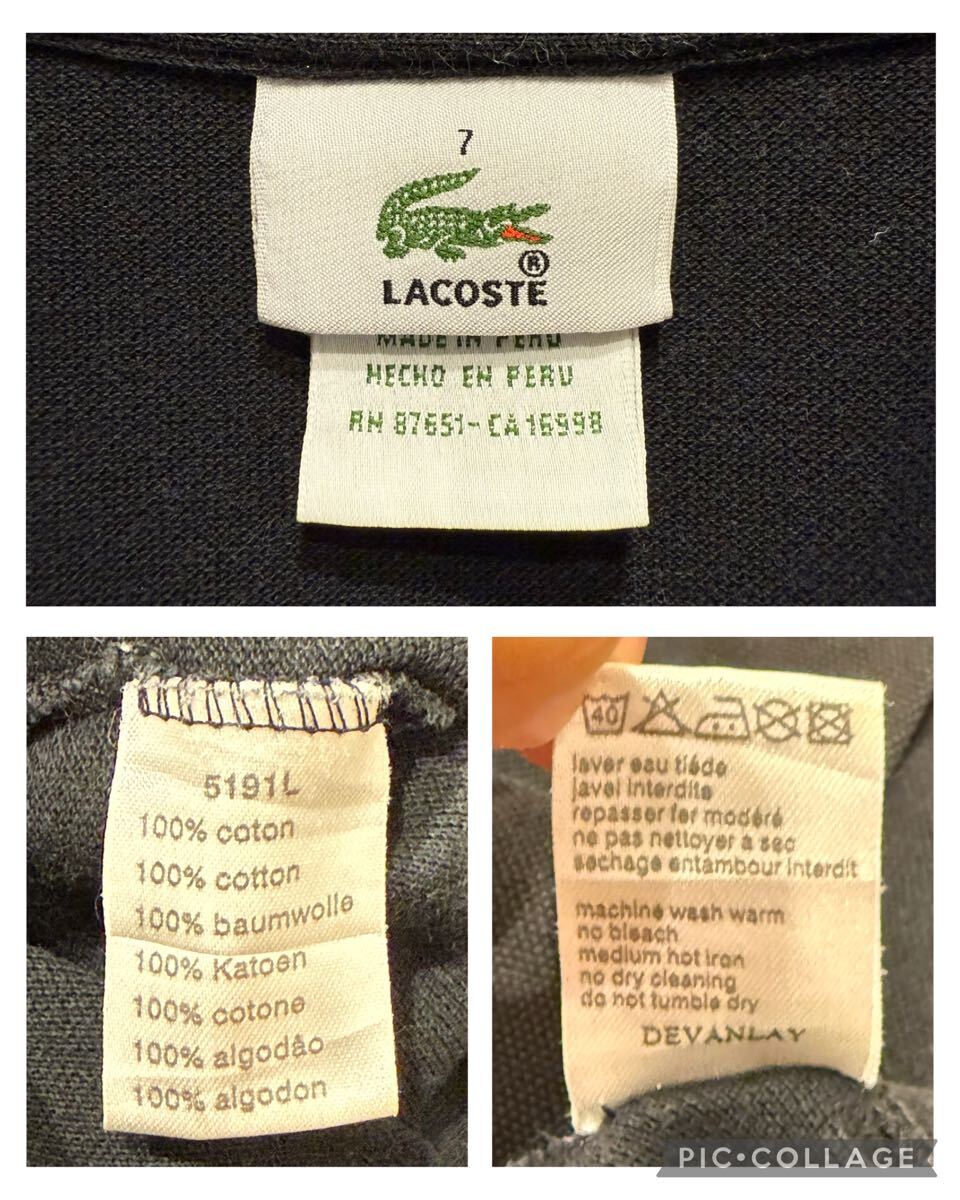 7
LACOSTE®
MADE IN PERU
HECHO EN PERU
RN 87651-CA 16998
5191L
100% coton
100% cotton
100% baumwolle
100% Katoen
100% cotone
100% algodâo
100% algodon
40
laver eau tiéde
javel interdite
repasser fer modéré
ne pas nettoyer a sec
sechage entambour interdit
machine wash warm
no bleach
medium hot iron
no dry cleaning
do not tumble dry
DEVANLAY
PIC•COLLAGE